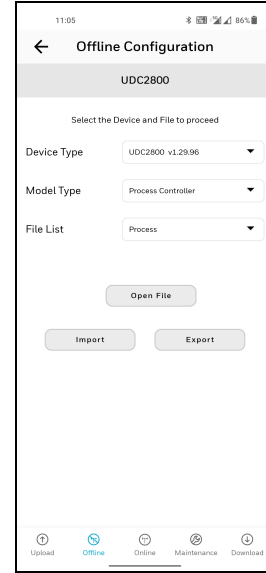 11:05
86%
Offline Configuration
UDC2800
Select the Device and File to proceed
Device Type
UDC2800 v1.29.96
Model Type
Process Controller
File List
Process
Open File
Import
Export
Upload
Offline
Online
Maintenance
Download